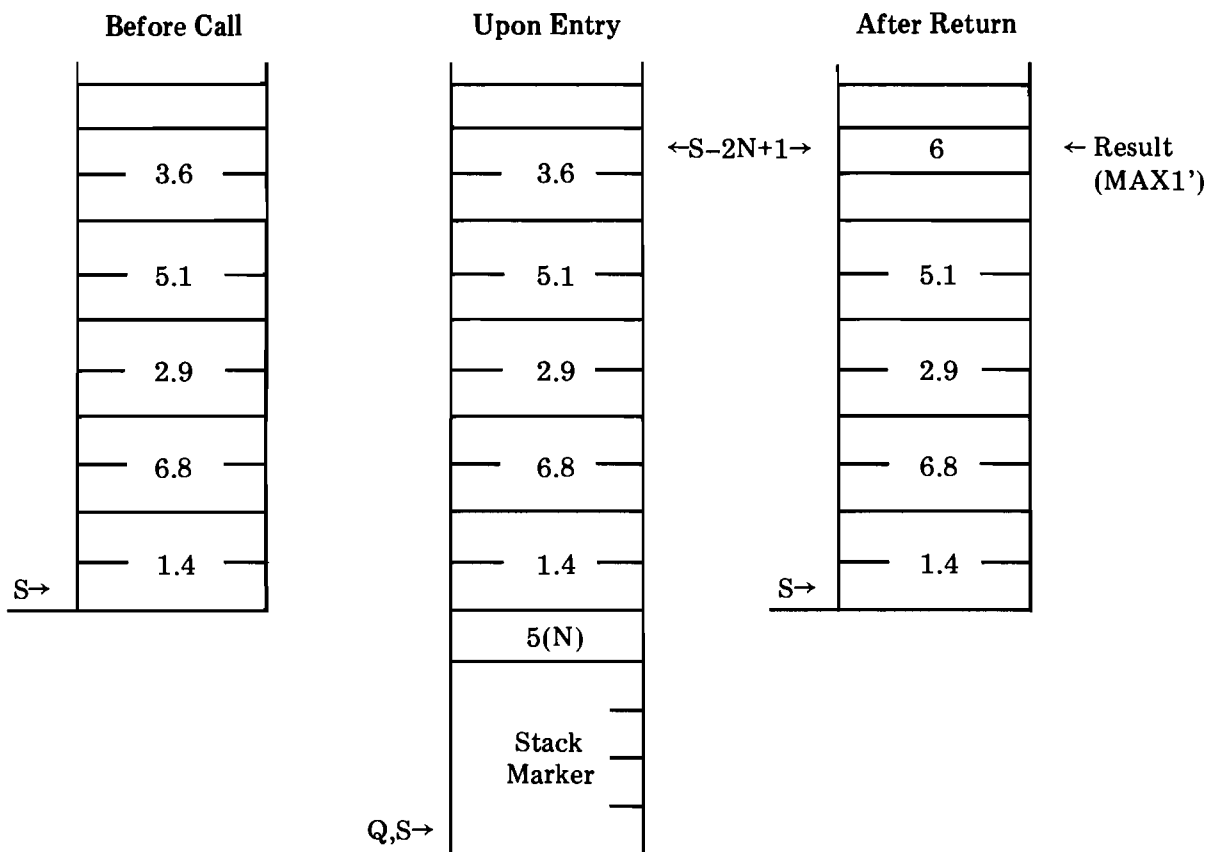 Before Call
Upon Entry
After Return
3.6
3.6
←S–2N+1→
6
← Result
(MAX1’)
5.1
5.1
5.1
2.9
2.9
2.9
6.8
6.8
6.8
1.4
1.4
1.4
S→
S→
5(N)
Stack
Marker
Q,S→